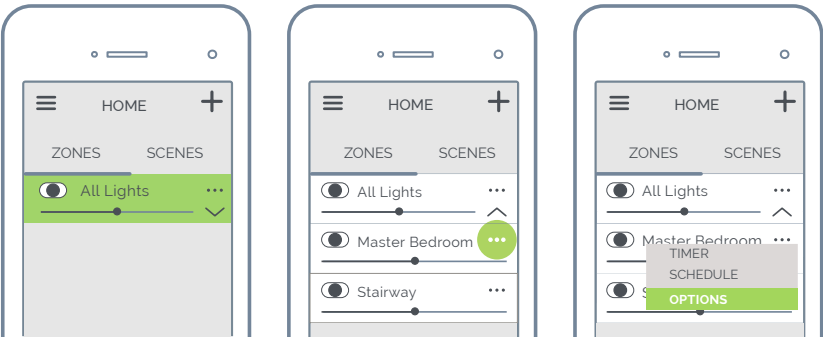 HOME
ZONES SCENES
All Lights
HOME
ZONES SCENES
All Lights
Master Bedroom
Stairway
HOME
ZONES SCENES
All Lights
Master Bedroom
TIMER
SCHEDULE
OPTIONS